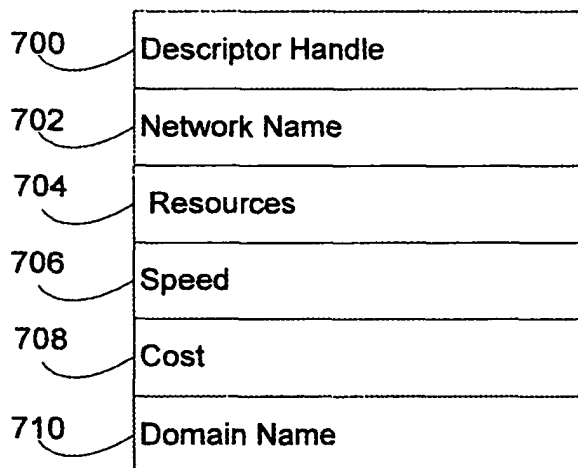 700 Descriptor Handle
702 Network Name
704 Resources
706 Speed
708 Cost
710 Domain Name